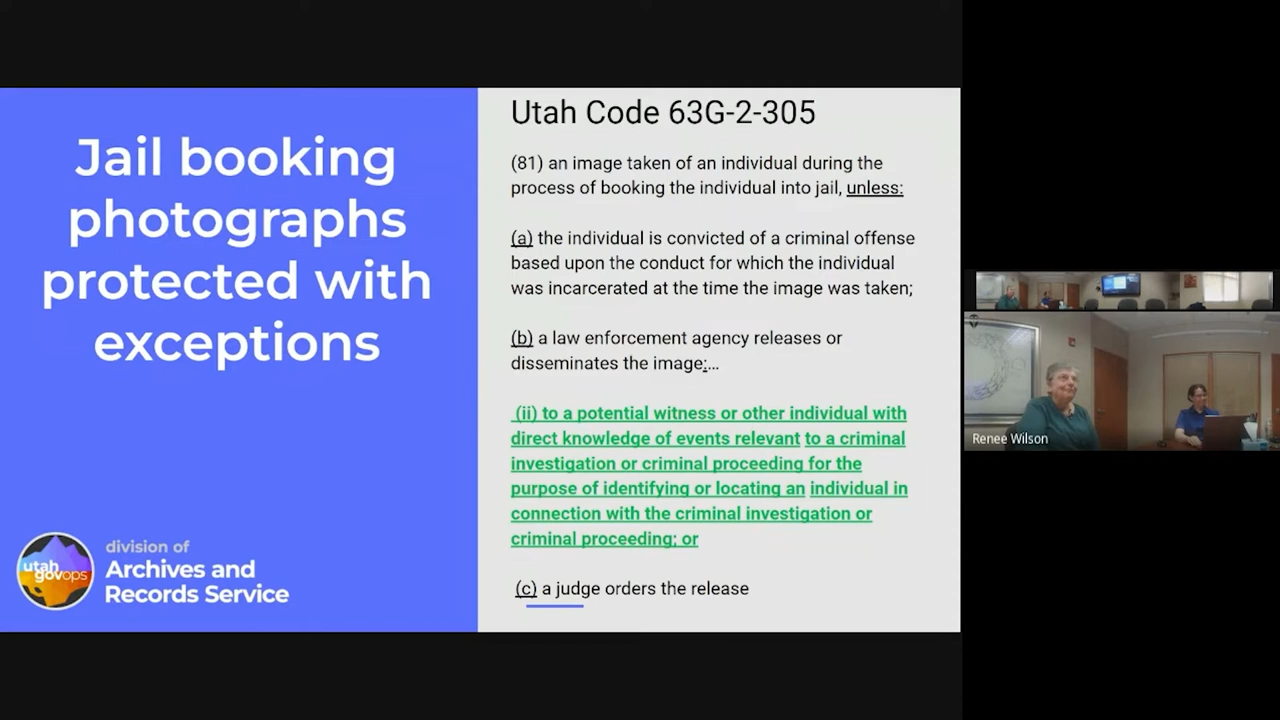 Jail booking
photographs
protected with
exceptions
utah
govops
division of
Archives and
Records Service
Utah Code 63G-2-305
(81) an image taken of an individual during the
process of booking the individual into jail, unless:
(a) the individual is convicted of a criminal offense
based upon the conduct for which the individual
was incarcerated at the time the image was taken;
(b) a law enforcement agency releases or
disseminates the image:...
(ii) to a potential witness or other individual with
direct knowledge of events relevant to a criminal
investigation or criminal proceeding for the
purpose of identifying or locating an individual in
connection with the criminal investigation or
criminal proceeding; or
(c) a judge orders the release
Renee Wilson